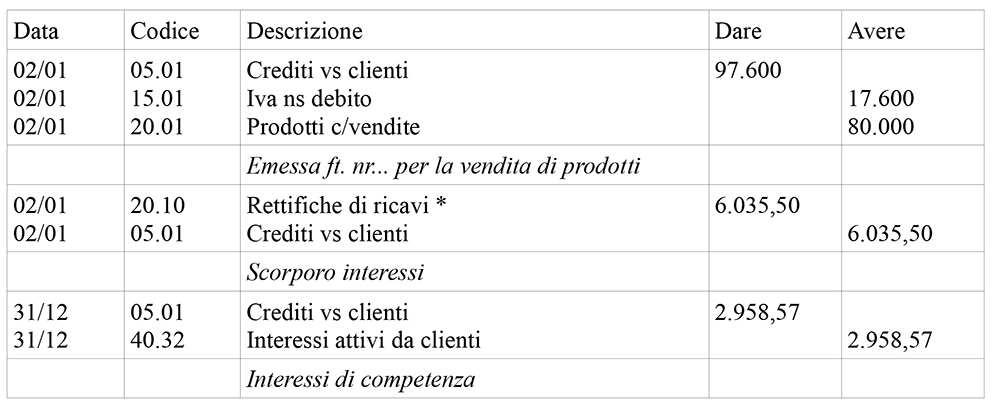 Data Codice Descrizione Dare Avere
02/01 05.01 Crediti vs clienti 97.600
02/01 15.01 Iva ns debito 17.600
02/01 20.01 Prodotti c/vendite 80.000
Emessa ft. nr... per la vendita di prodotti
02/01 20.10 Rettifiche di ricavi * 6.035,50
02/01 05.01 Crediti vs clienti 6.035,50
Scorporo interessi
31/12 05.01 Crediti vs clienti 2.958,57
31/12 40.32 Interessi attivi da clienti 2.958,57
Interessi di competenza